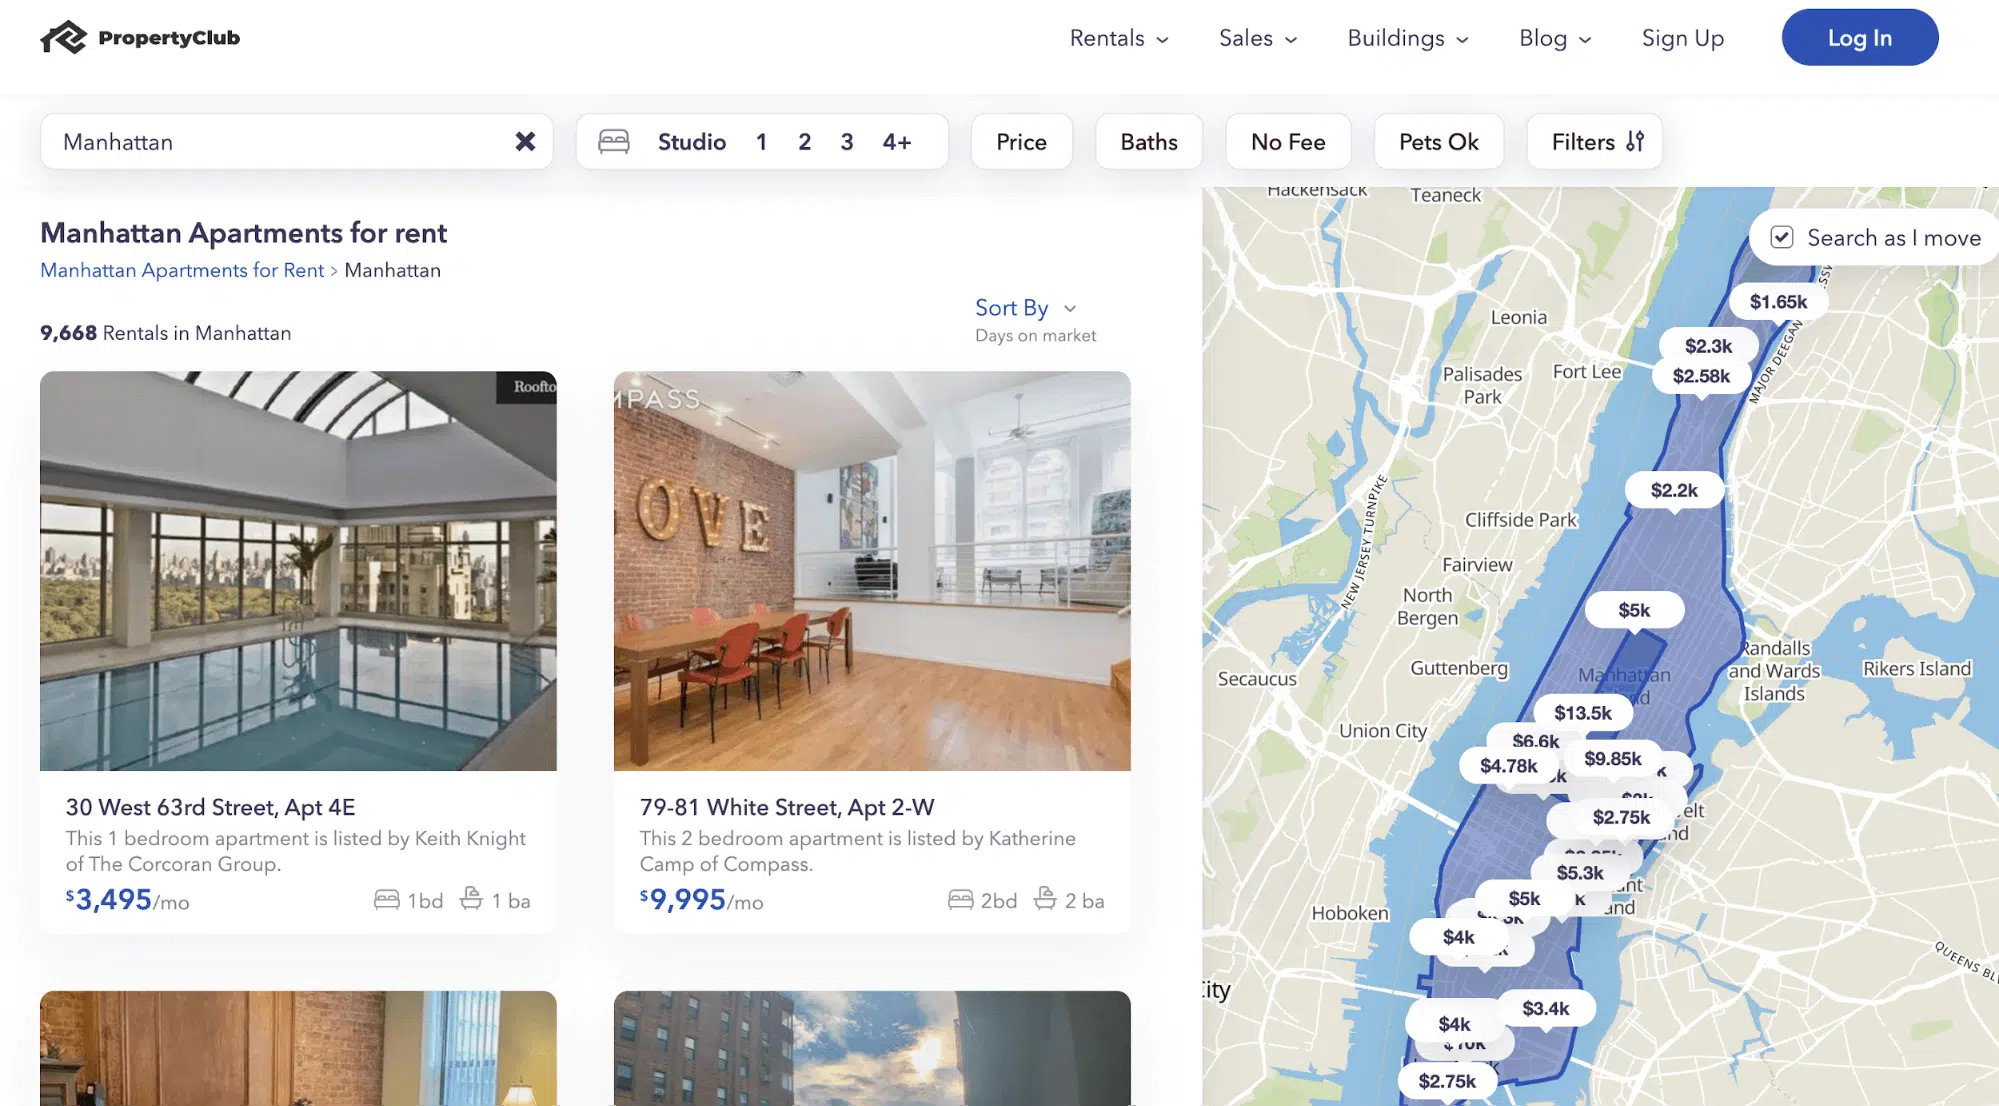 PropertyClub
Rentals
Sales
Buildings
Blog
Sign Up
Log In
Manhattan
Studio 1 2 3 4+
Price
Baths
No Fee
Pets Ok
Filters
Manhattan Apartments for rent
Manhattan Apartments for Rent > Manhattan
Sort By
Days on market
9,668 Rentals in Manhattan
Roofto
MPASS
OVE
30 West 63rd Street, Apt 4E
This 1 bedroom apartment is listed by Keith Knight
of The Corcoran Group.
$3,495/mo
1bd
1 ba
79-81 White Street, Apt 2-W
This 2 bedroom apartment is listed by Katherine
Camp of Compass.
$9,995/mo
2bd
2 ba
Hackensack
Teaneck
Search as I move
$1.65k
Leonia
$2.3k
$2.58k
MAJOR DEEGAN
Palisades
Park
Fort Lee
$2.2k
Cliffside Park
NEW JERSEY TURNPIKE
Fairview
North
Bergen
$5k
Guttenberg
Secaucus
Manhattan
Randalls
and Wards
Islands
Rikers Island
$13.5k
Union City
$6.6k
$4.78k
$9.85k
$2.75k
$5.3k
$5k
Hoboken
$4k
QUEENS BL
City
$3.4k
$4k
$10k
$2.75k